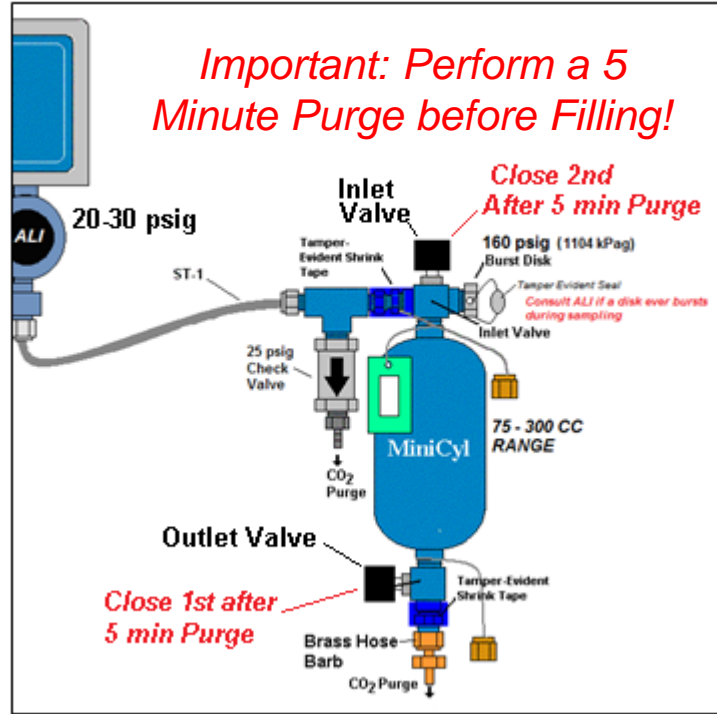 Important: Perform a 5
Minute Purge before Filling!
Close 2nd
After 5 min Purge
Inlet
Valve
20-30 psig
ALI
160 psig (1104 kPag)
Burst Disk
Tamper-
Evident Shrink
Tape
Tamper Evident Seal
Consult ALI if a disk ever bursts
during sampling
ST-1
Inlet Valve
25 psig
Check
Valve
75 - 300 CC
RANGE
MiniCyl
CO2
Purge
Outlet Valve
Close 1st after
5 min Purge
Tamper-Evident
Shrink Tape
Brass Hose
Barb
CO2 Purge